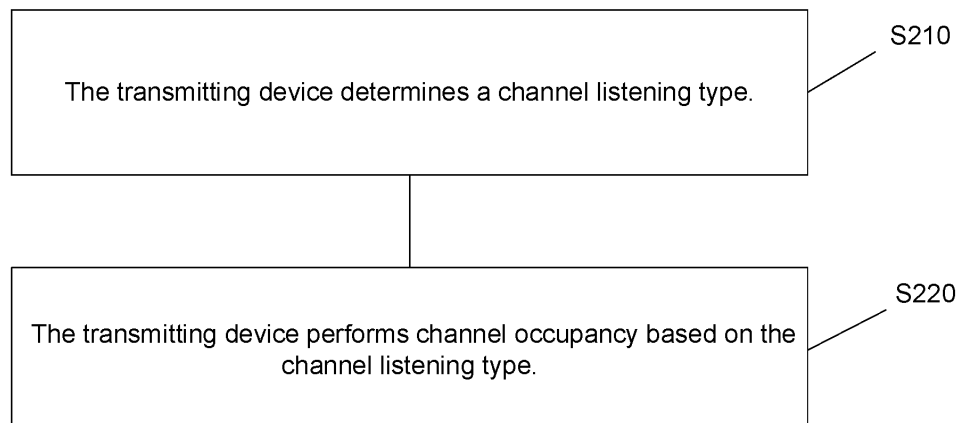 S210
The transmitting device determines a channel listening type.
S220
The transmitting device performs channel occupancy based on the
channel listening type.